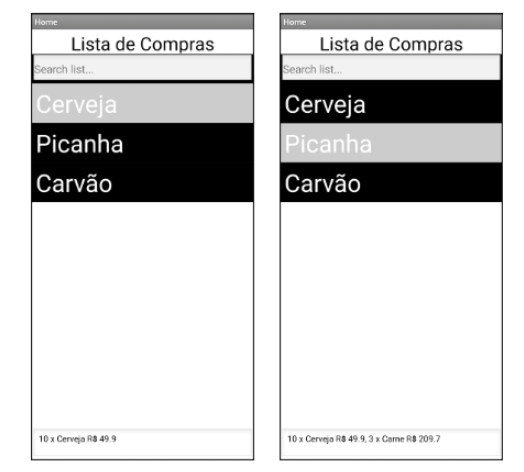 Home
Lista de Compras
Search list...
Cerveja
Picanha
Carvão
10 x Cerveja R$ 49.9
Home
Lista de Compras
Search list...
Cerveja
Picanha
Carvão
10 x Cerveja R$ 49.9, 3 x Carne R$ 209.7